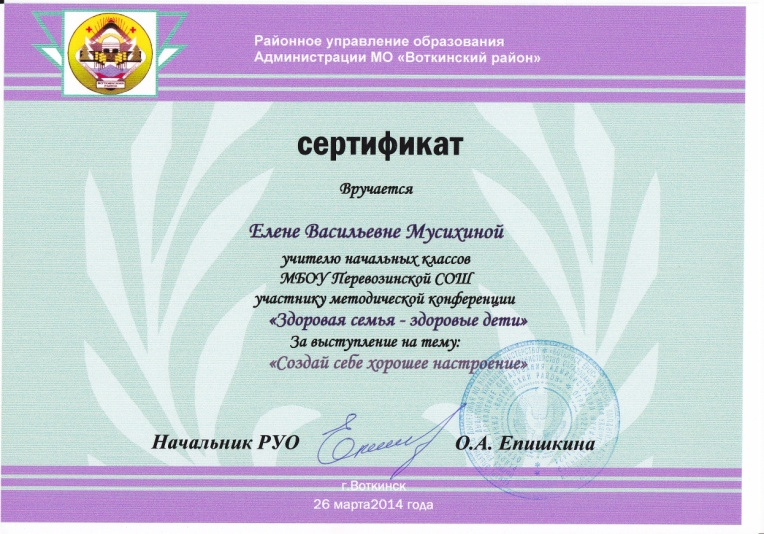 Районное управление образования
Администрации МО «Воткинский район»
сертификат
Вручается
Елене Васильевне Мусихиной
учителю начальных классов
МБОУ Перевозинской СОШ
участнику методической конференции
«Здоровая семья - здоровые дети»
За выступление на тему:
«Создай себе хорошее настроение»
Начальник РУО
О.А. Епишкина
г.Воткинск
26 марта2014 года